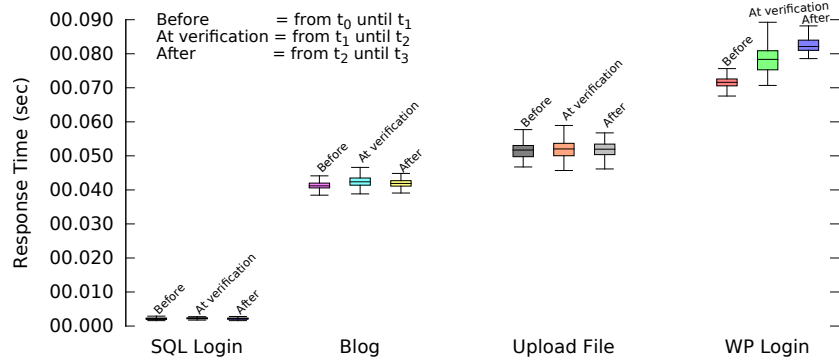 00.090
00.080
00.070
00.060
00.050
00.040
00.030
00.020
00.010
00.000
Response Time (sec)
Before = from t0 until t1
At verification = from t1 until t2
After = from t2 until t3
Before
At verification
After
Before
At verification
After
Before
At verification
After
Before
At verification
After
SQL Login
Blog
Upload File
WP Login